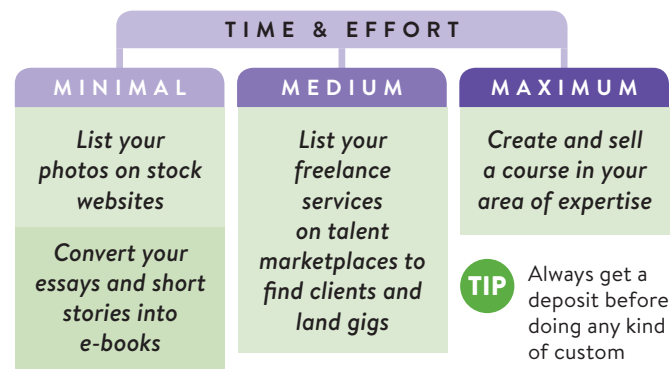 TIME & EFFORT
MINIMAL
List your
photos on stock
websites
Convert your
essays and short
stories into
e-books
MEDIUM
List your
freelance
services
on talent
marketplaces to
find clients and
land gigs
MAXIMUM
Create and sell
a course in your
area of expertise
TIP
Always get a
deposit before
doing any kind
of custom